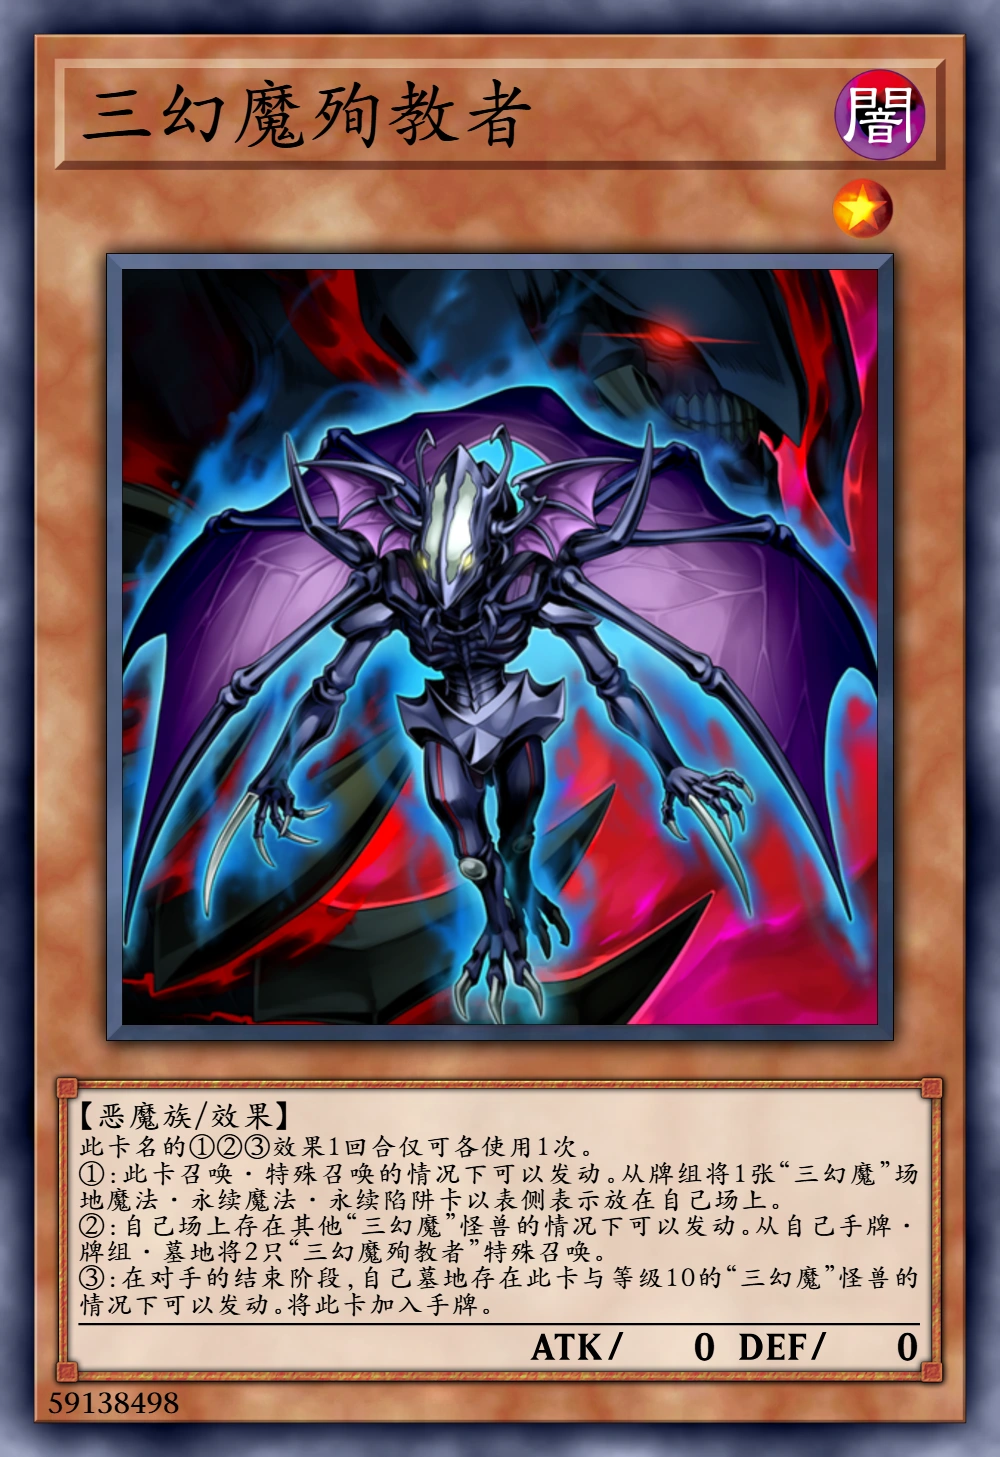 三幻魔殉教者
闇
【恶魔族/效果】
此卡名的①②③效果1回合仅可各使用1次。
①:此卡召唤・特殊召唤的情况下可以发动。从牌组将1张“三幻魔”场
地魔法・永续魔法・永续陷阱卡以表侧表示放在自己场上。
②:自己场上存在其他“三幻魔”怪兽的情况下可以发动。从自己手牌・
牌组・墓地将2只“三幻魔殉教者”特殊召唤。
③:在对手的结束阶段,自己墓地存在此卡与等级10的“三幻魔”怪兽的
情况下可以发动。将此卡加入手牌。
ATK/ 0 DEF/ 0
59138498